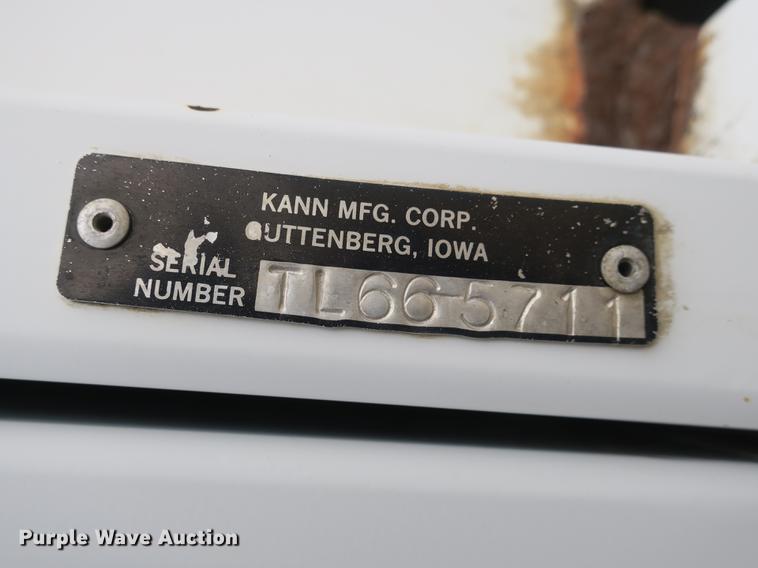 KANN MFG. CORP.
GUTTENBERG, IOWA
SERIAL
NUMBER TL66-5711
Purple Wave Auction